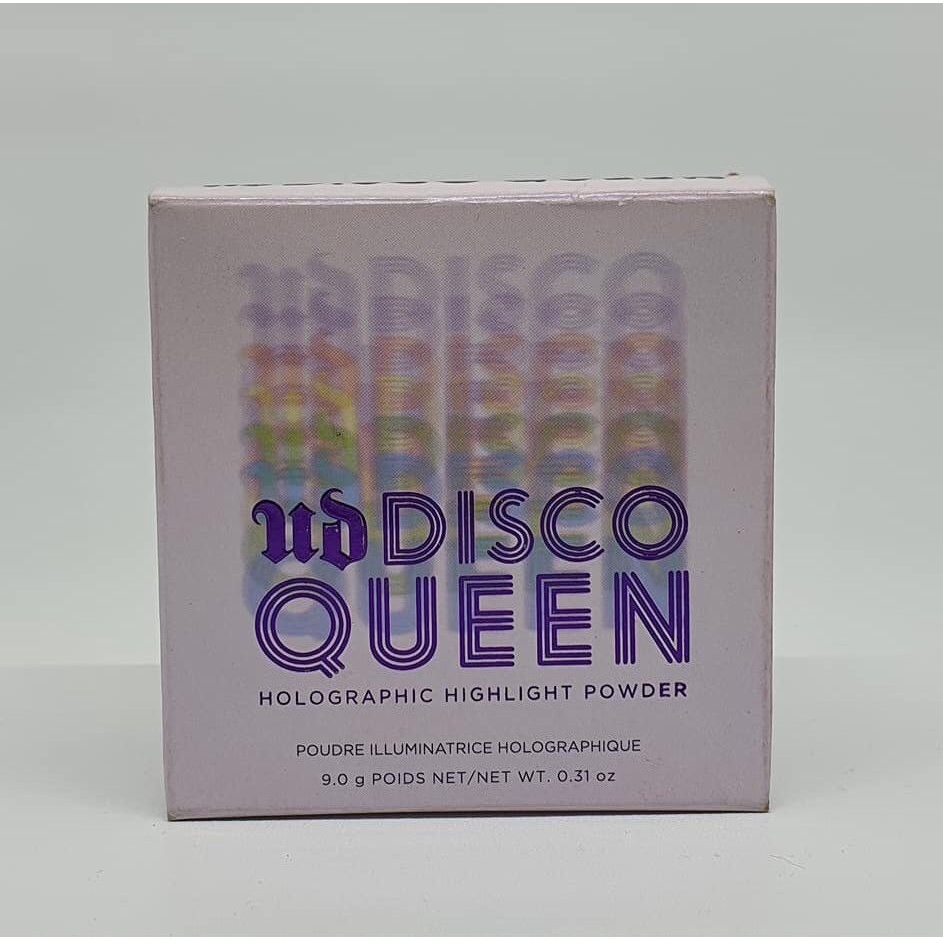 UD DISCO
QUEEN
HOLOGRAPHIC HIGHLIGHT POWDER
POUDRE ILLUMINATRICE HOLOGRAPHIQUE
9.0 g POIDS NET/NET WT. 0.31 oz